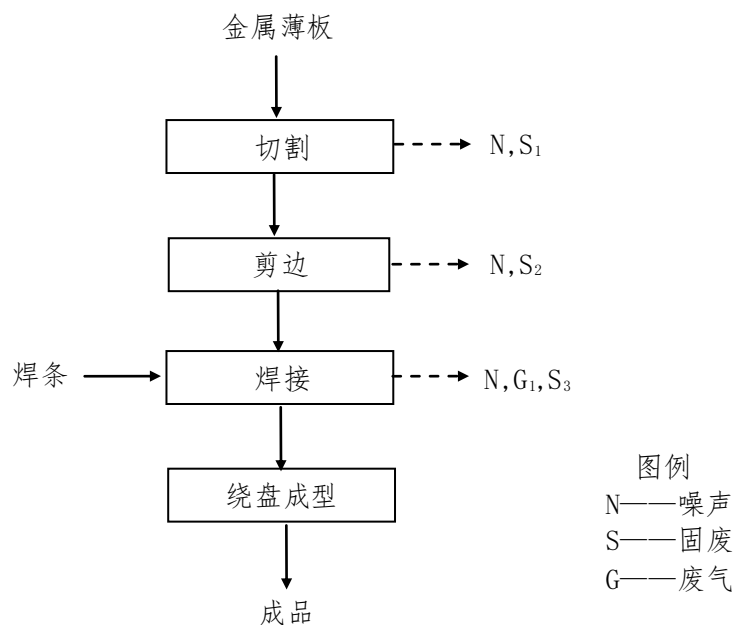 金属薄板
切割
N,S₁
剪边
N,S₂
焊条
焊接
N,G₁,S₃
绕盘成型
成品
图例
N——噪声
S——固废
G——废气